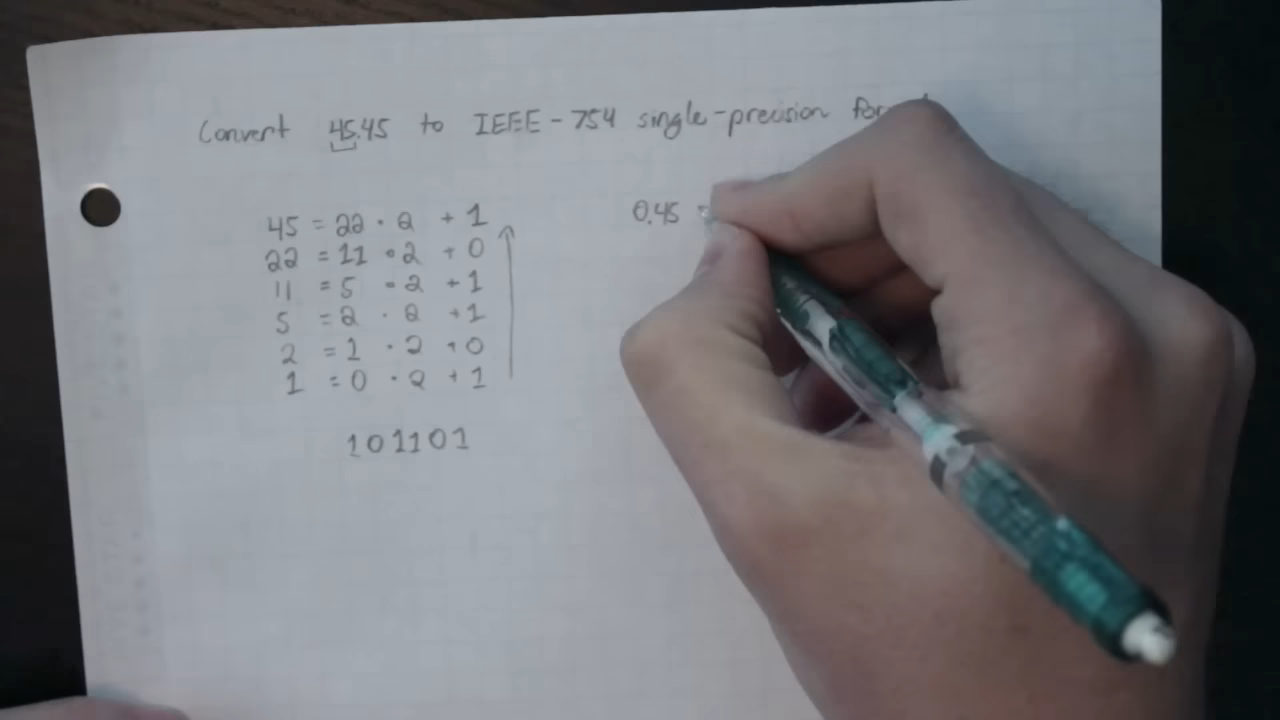 Convert 45.45 to IEEE-754 single-precision
45 = 22 · 2 + 1
22 = 11 · 2 + 0
11 = 5 · 2 + 1
5 = 2 · 2 + 1
2 = 1 · 2 + 0
1 = 0 · 2 + 1
101101
0.45